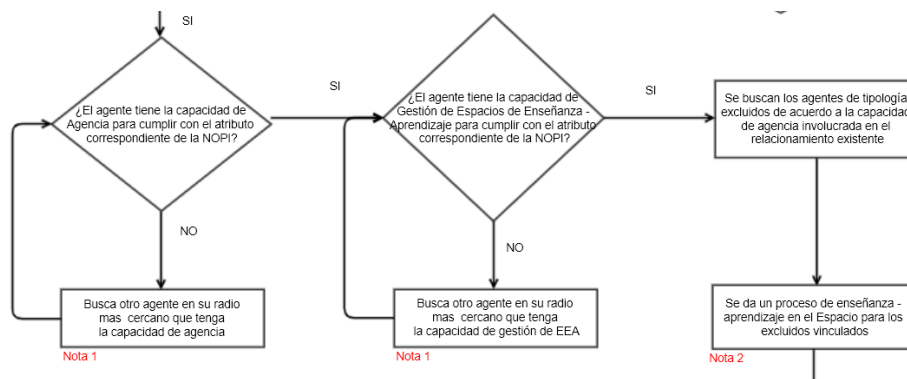 SI
¿El agente tiene la capacidad de
Agencia para cumplir con el atributo
correspondiente de la NOPI?
NO
Busca otro agente en su radio
mas cercano que tenga
la capacidad de agencia
Nota 1
SI
¿El agente tiene la capacidad de
Gestión de Espacios de Enseñanza -
Aprendizaje para cumplir con el atributo
correspondiente de la NOPI?
NO
Busca otro agente en su radio
mas cercano que tenga
la capacidad de gestión de EEA
Nota 1
SI
Se buscan los agentes de tipología
excluidos de acuerdo a la capacidad
de agencia involucrada en el
relacionamiento existente
Se da un proceso de enseñanza -
aprendizaje en el Espacio para los
excluidos vinculados
Nota 2